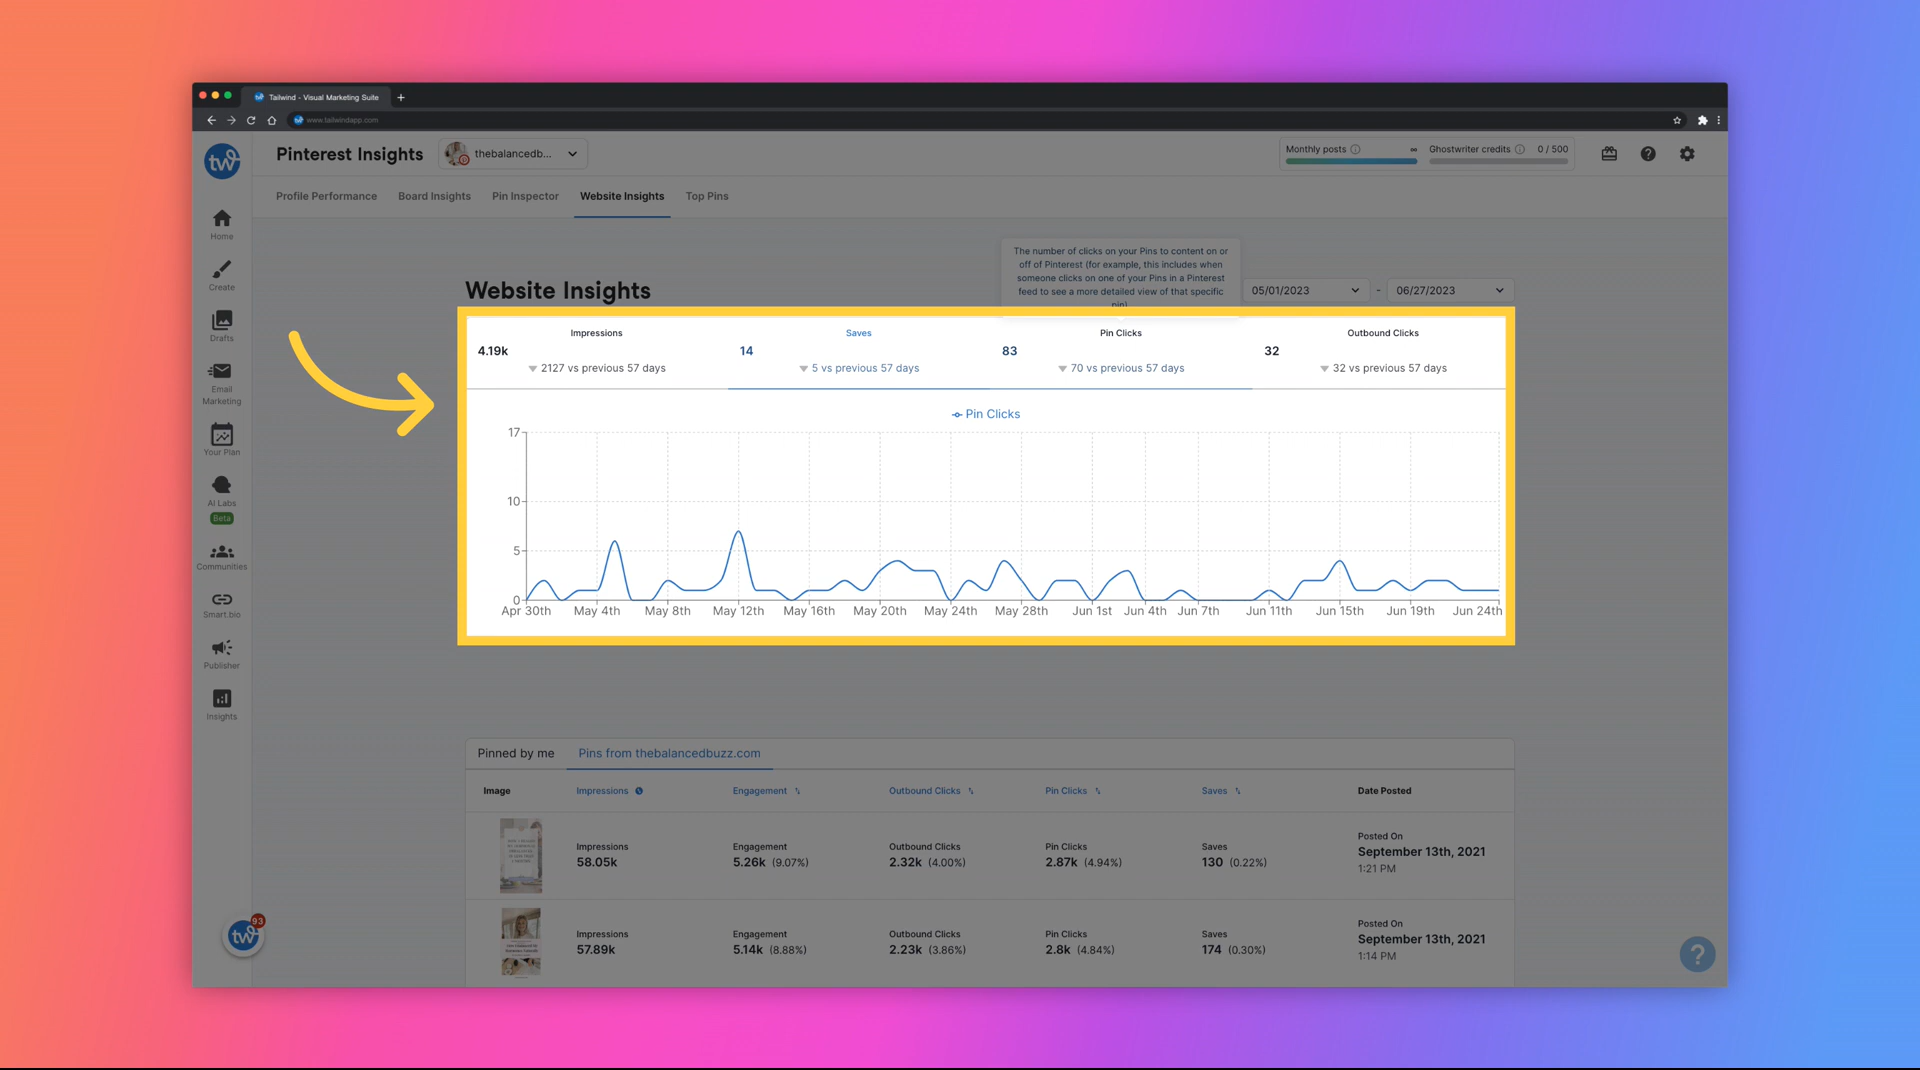 Tailwind - Visual Marketing Suite
www.tailwindapp.com
tw
Pinterest Insights
thebalancedb...
Monthly posts
∞
Ghostwriter credits
0 / 500
Profile Performance
Board Insights
Pin Inspector
Website Insights
Top Pins
Home
Create
Drafts
Email
Marketing
Your Plan
AI Labs
Beta
Communities
Smart.bio
Publisher
Insights
93
tw
The number of clicks on your Pins to content on or
off of Pinterest (for example, this includes when
someone clicks on one of your Pins in a Pinterest
feed to see a more detailed view of that specific
pin)
Website Insights
05/01/2023 - 06/27/2023
Impressions
4.19k
2127 vs previous 57 days
Saves
14
5 vs previous 57 days
Pin Clicks
83
70 vs previous 57 days
Outbound Clicks
32
32 vs previous 57 days
Pin Clicks
17
10
5
0
Apr 30th May 4th May 8th May 12th May 16th May 20th May 24th May 28th Jun 1st Jun 4th Jun 7th Jun 11th Jun 15th Jun 19th Jun 24th
Pinned by me
Pins from thebalancedbuzz.com
Image Impressions Engagement Outbound Clicks Pin Clicks Saves Date Posted
Impressions
58.05k
Engagement
5.26k (9.07%)
Outbound Clicks
2.32k (4.00%)
Pin Clicks
2.87k (4.94%)
Saves
130 (0.22%)
Posted On
September 13th, 2021
1:21 PM
Impressions
57.89k
Engagement
5.14k (8.88%)
Outbound Clicks
2.23k (3.86%)
Pin Clicks
2.8k (4.84%)
Saves
174 (0.30%)
Posted On
September 13th, 2021
1:14 PM
?